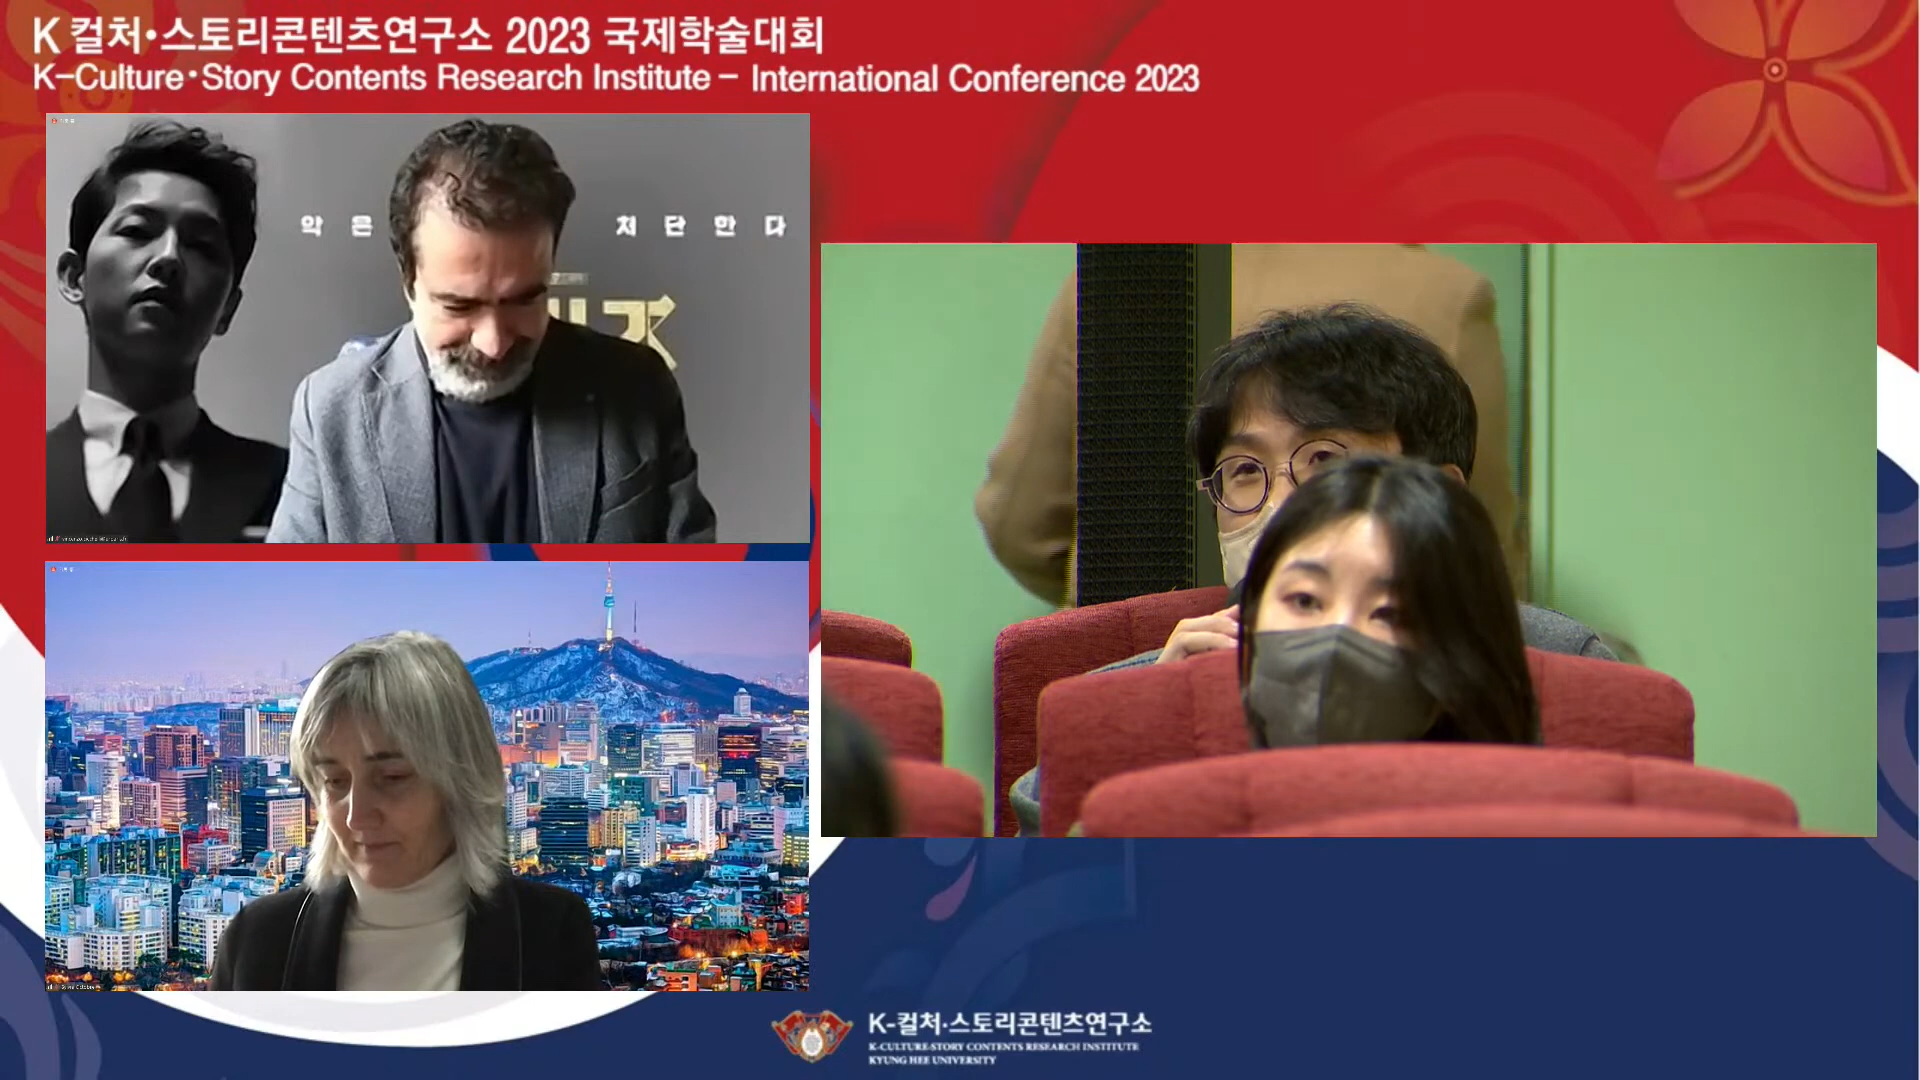 K 컬처•스토리콘텐츠연구소 2023 국제학술대회
K-Culture•Story Contents Research Institute - International Conference 2023
악 은 처 단 한 다
K-컬처·스토리콘텐츠연구소
K-CULTURE·STORY CONTENTS RESEARCH INSTITUTE
KYUNG HEE UNIVERSITY